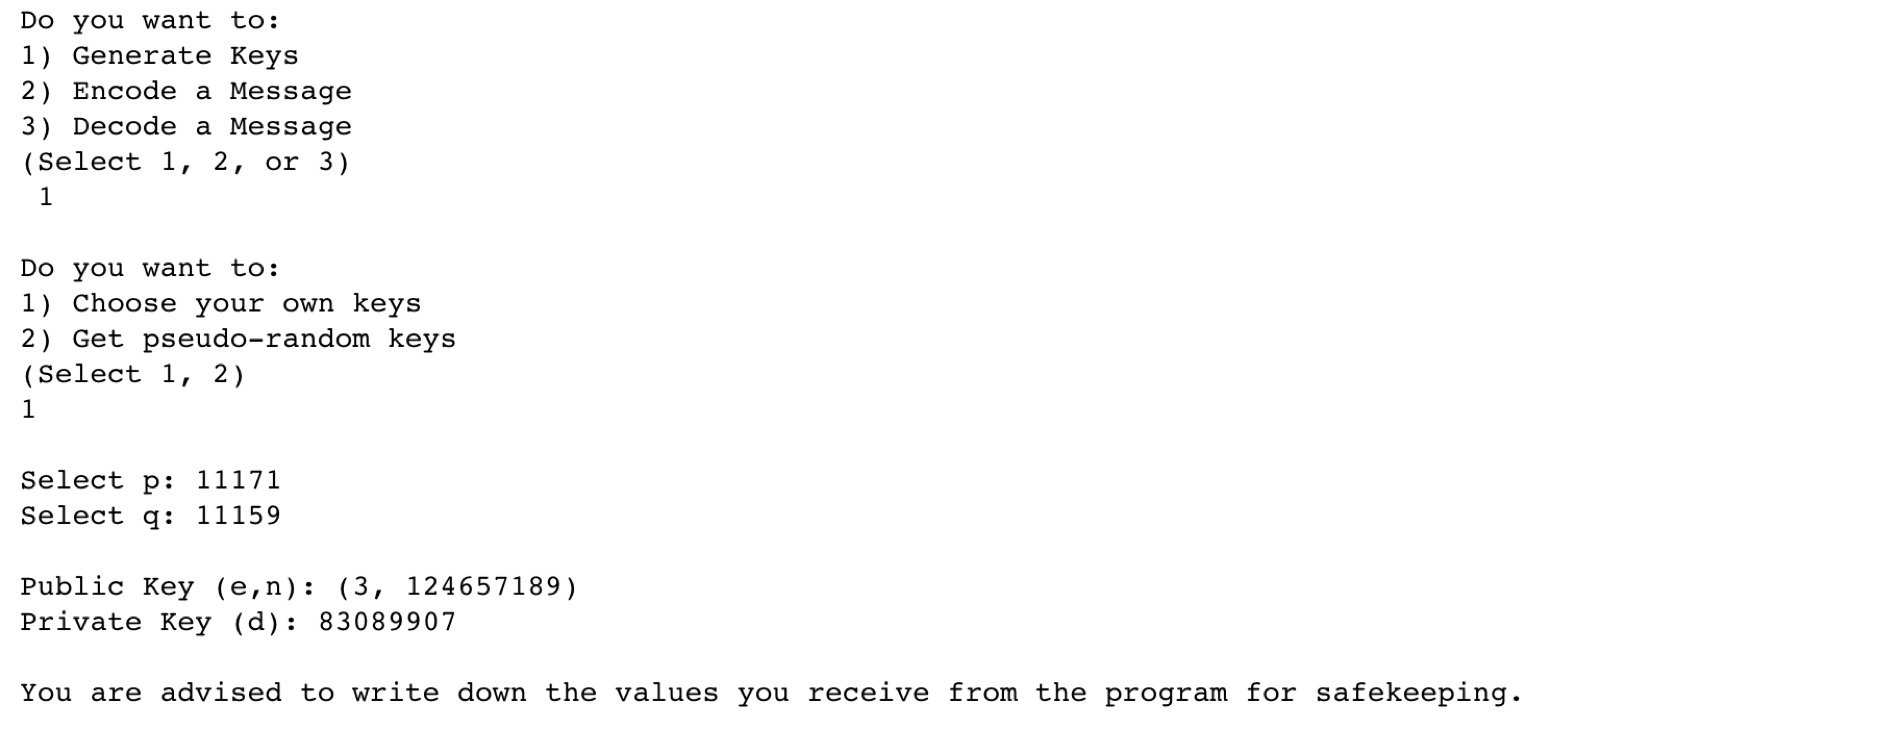 Do you want to:
1) Generate Keys
2) Encode a Message
3) Decode a Message
(Select 1, 2, or 3)
1
Do you want to:
1) Choose your own keys
2) Get pseudo-random keys
(Select 1, 2)
1
Select p: 11171
Select q: 11159
Public Key (e,n): (3, 124657189)
Private Key (d): 83089907
You are advised to write down the values you receive from the program for safekeeping.